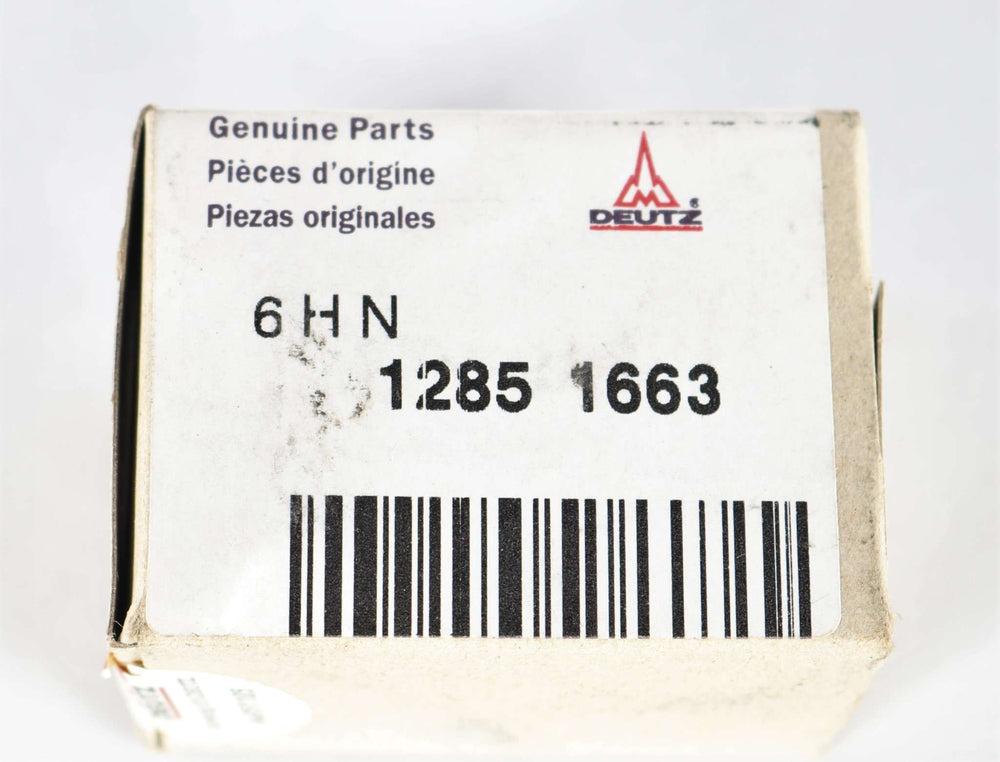 Genuine Parts
Pièces d'origine
Piezas originales
DEUTZ
6 H N
1285 1663